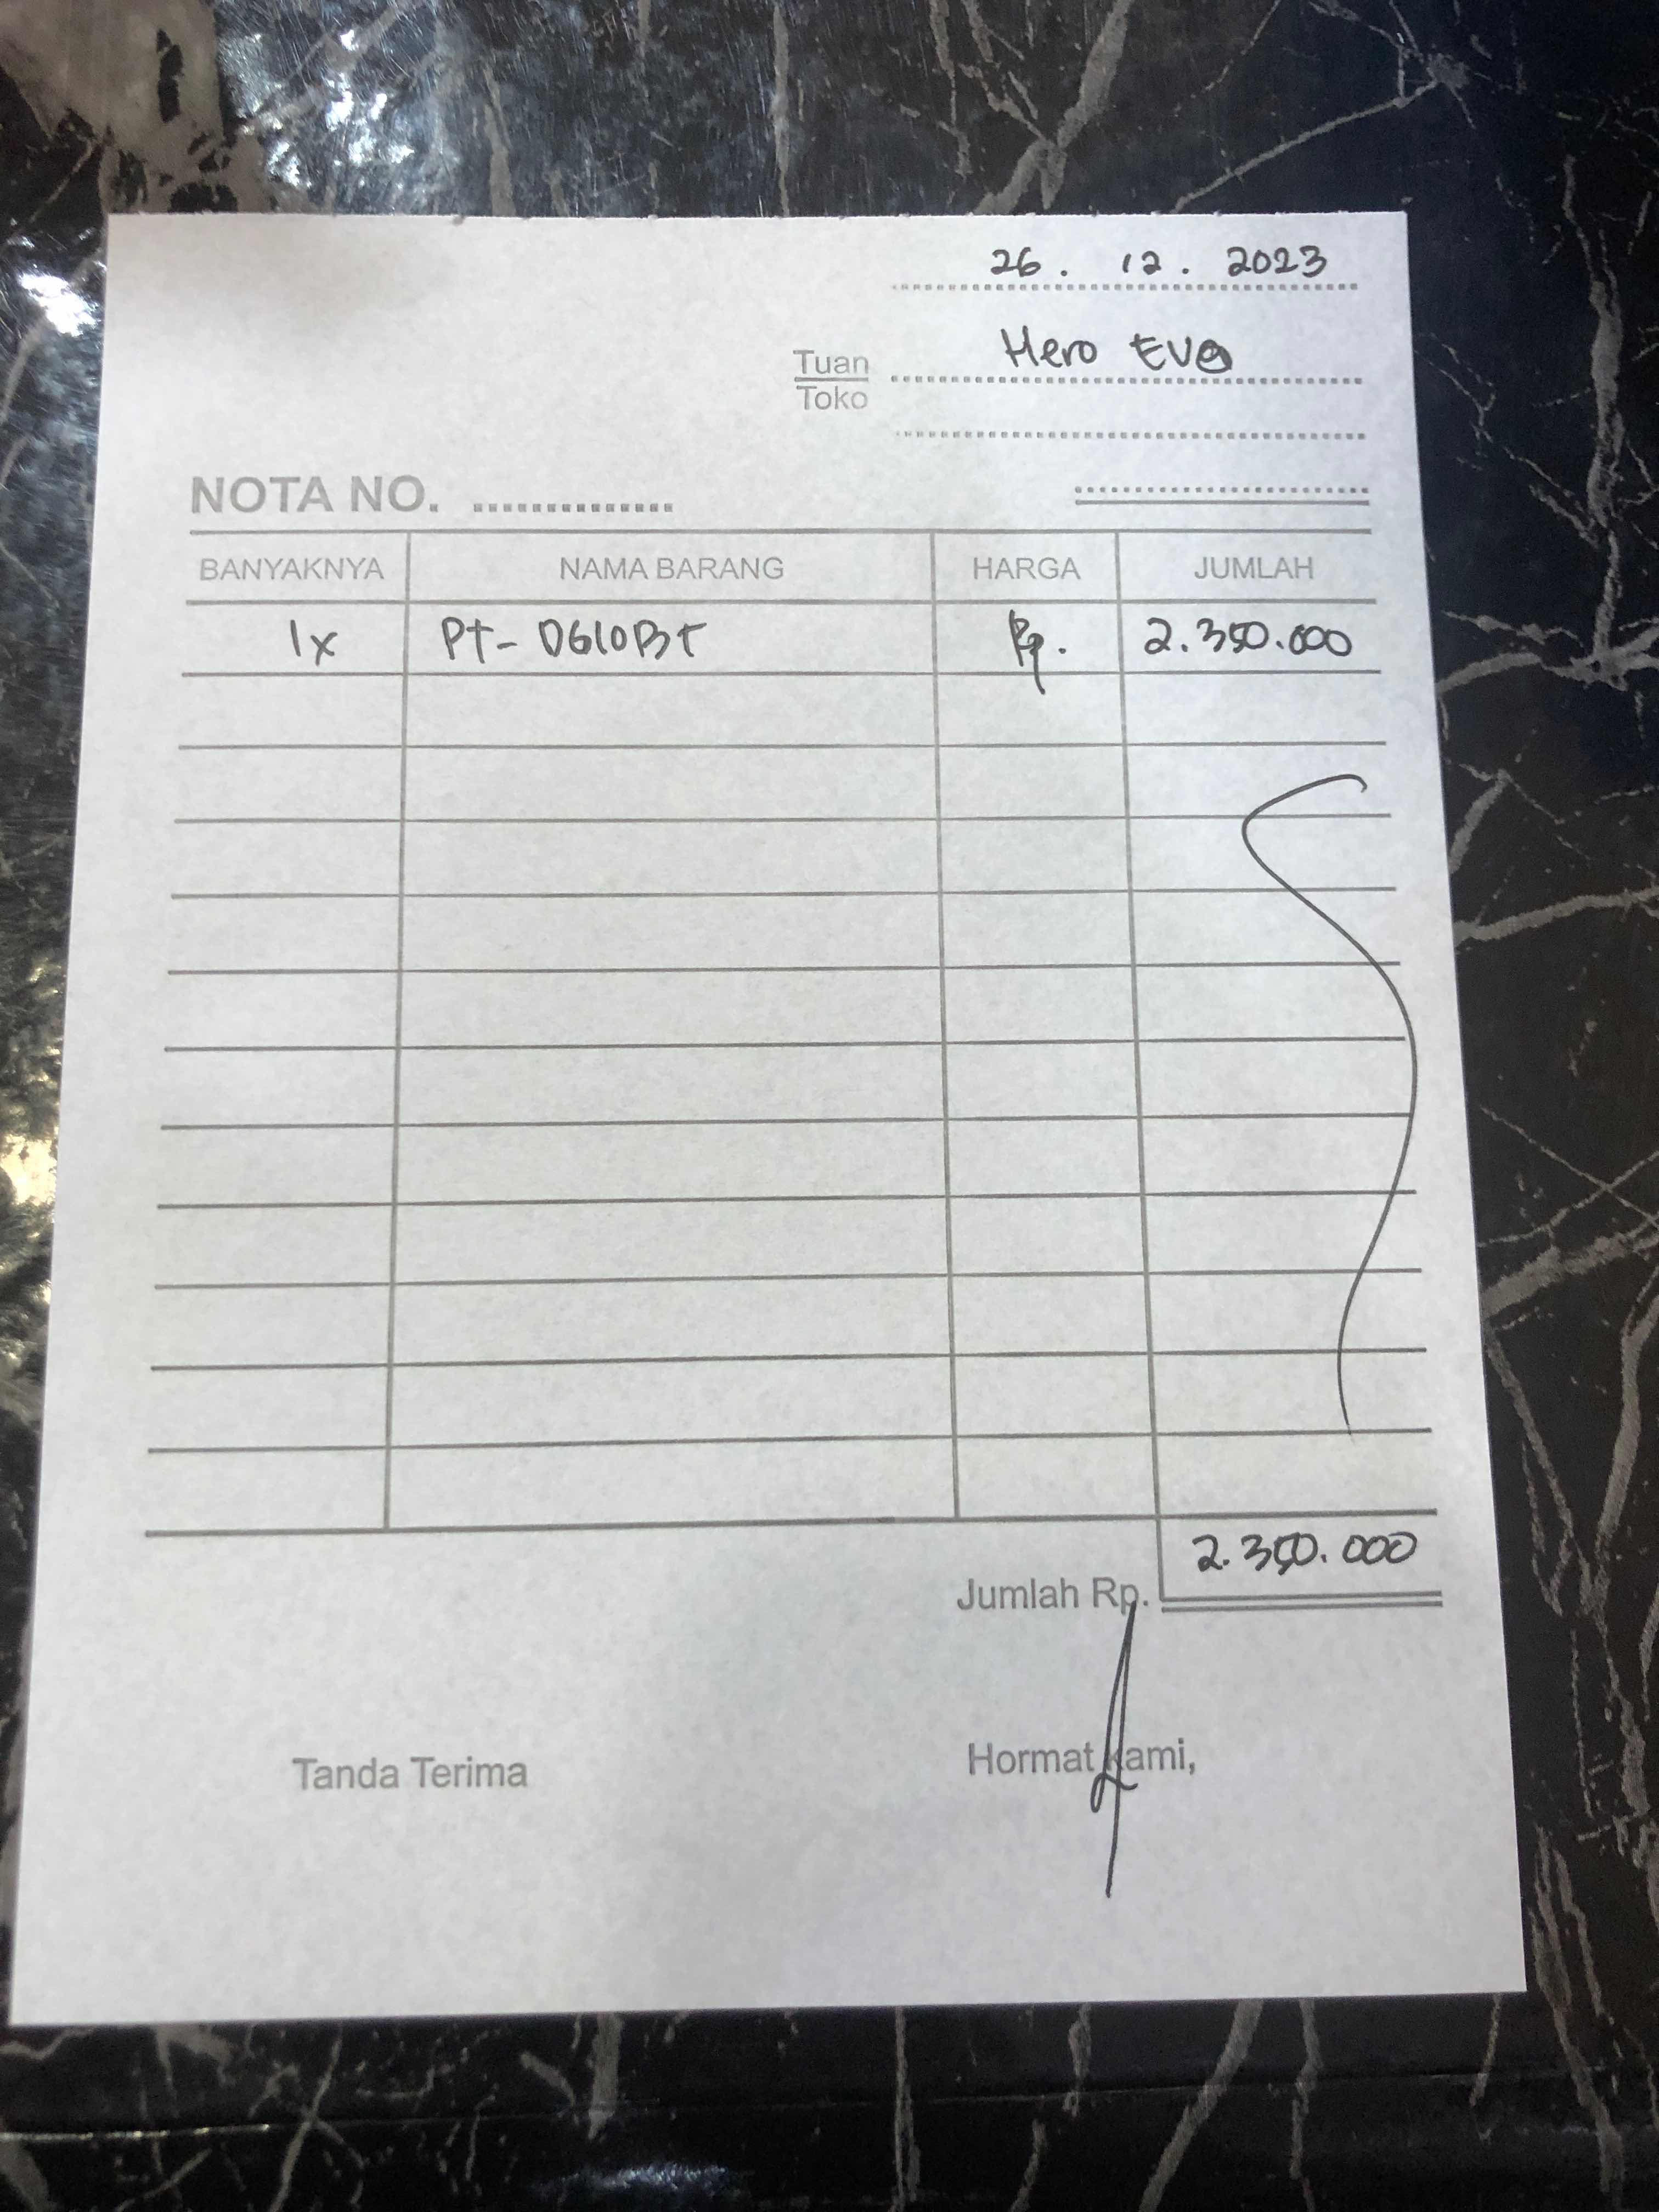 26. 12. 2023
Tuan Hero Evo
Toko
NOTA NO.
BANYAKNYA NAMA BARANG HARGA JUMLAH
1x PT-D610BT Rp. 2.350.000
2.350.000
Jumlah Rp.
Tanda Terima Hormat Kami,